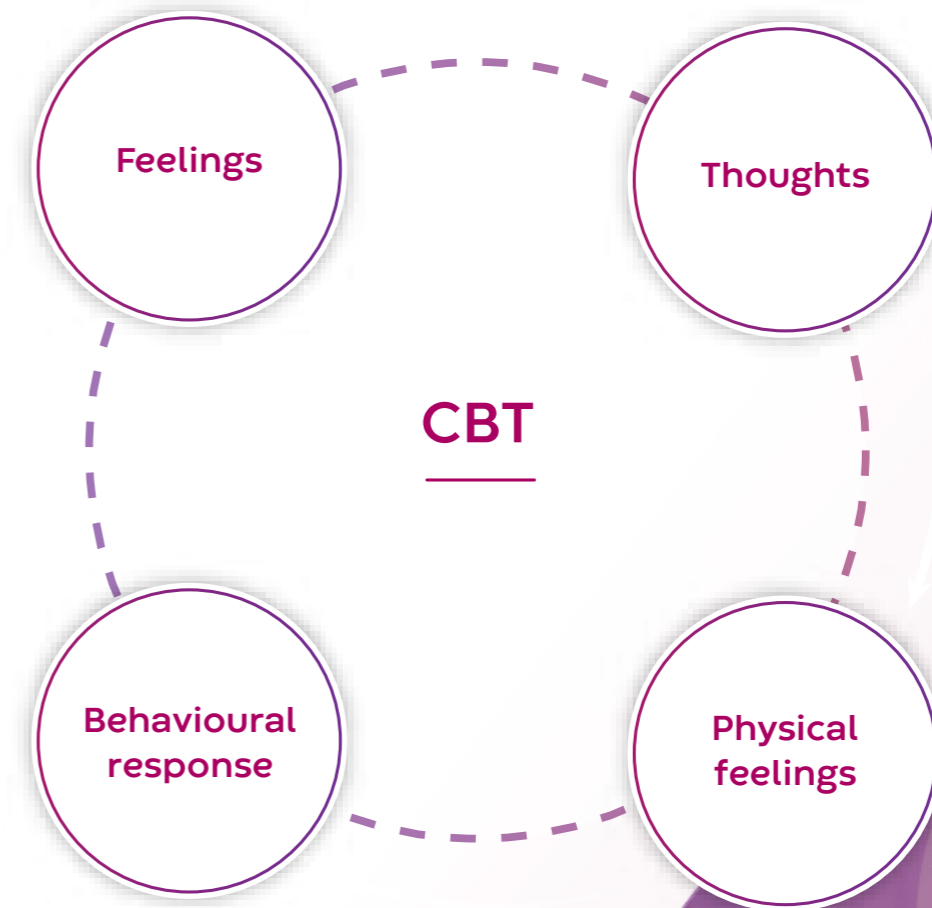 Feelings
Thoughts
CBT
Behavioural
response
Physical
feelings